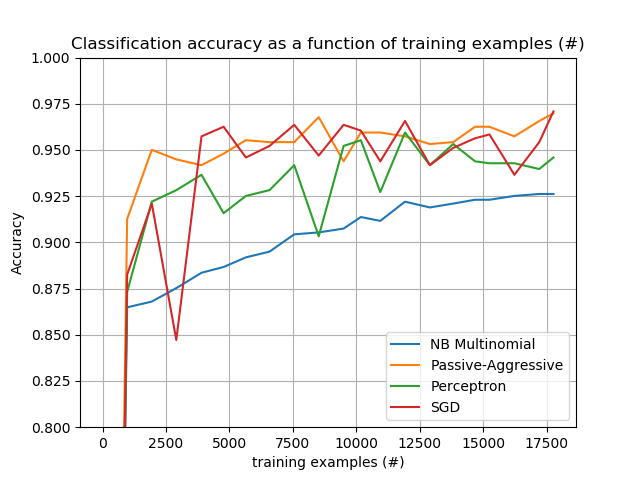 Classification accuracy as a function of training examples (#)
1.000
0.975
0.950
0.925
0.900
0.875
0.850
0.825
0.800
Accuracy
NB Multinomial
Passive-Aggressive
Perceptron
SGD
0 2500 5000 7500 10000 12500 15000 17500
training examples (#)